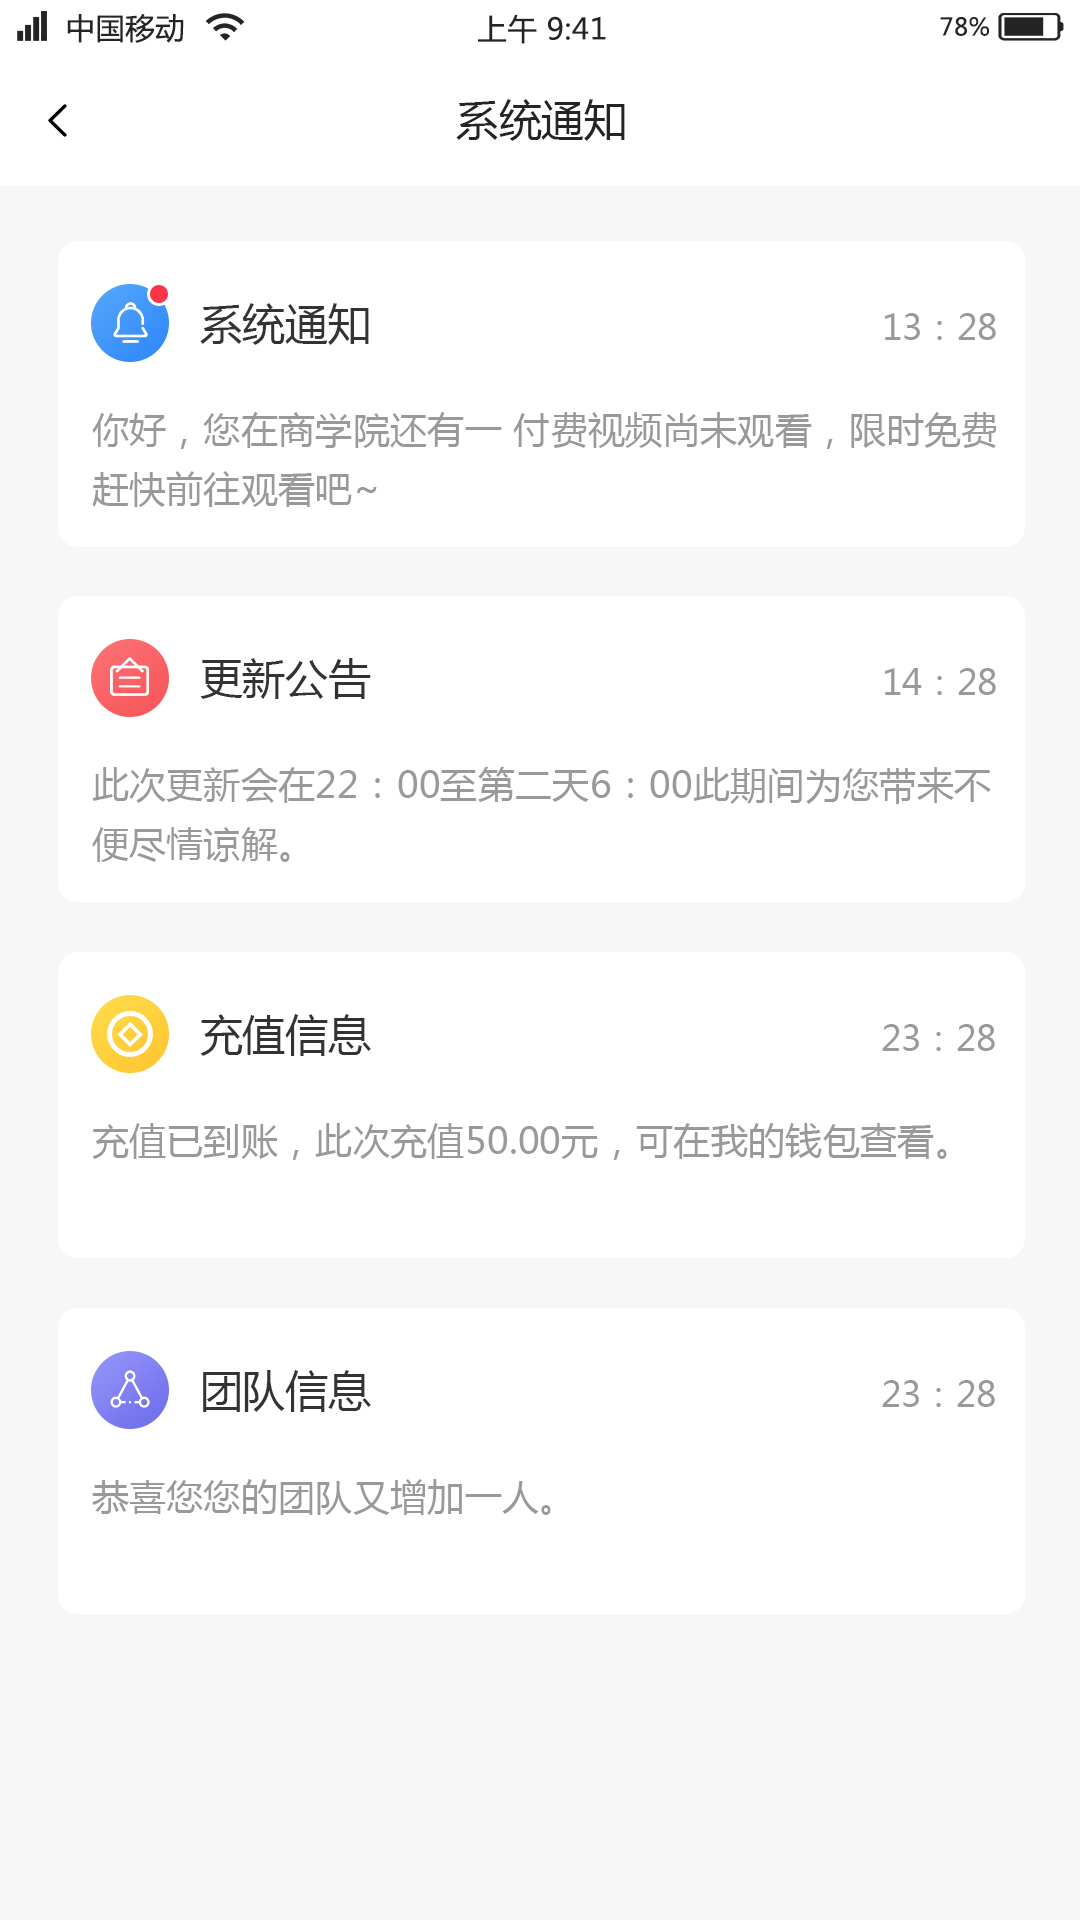 中国移动 上午 9:41 78%
系统通知
系统通知 13：28
你好，您在商学院还有一 付费视频尚未观看，限时免费
赶快前往观看吧~
更新公告 14：28
此次更新会在22：00至第二天6：00此期间为您带来不
便尽情谅解。
充值信息 23：28
充值已到账，此次充值50.00元，可在我的钱包查看。
团队信息 23：28
恭喜您您的团队又增加一人。